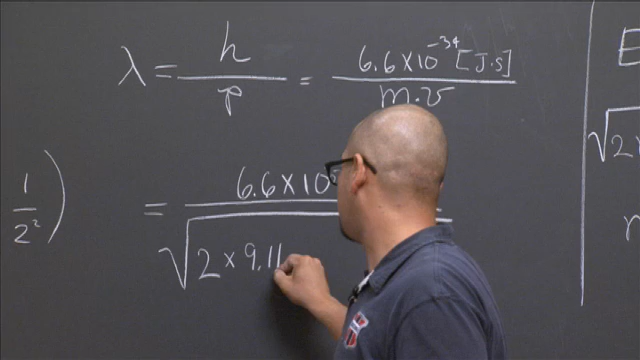 λ = h / p = 6.6 × 10⁻³⁴ [J·s] / m·v
1 / 2² )
= 6.6 × 10 / √ 2 × 9.11
E
√ 2